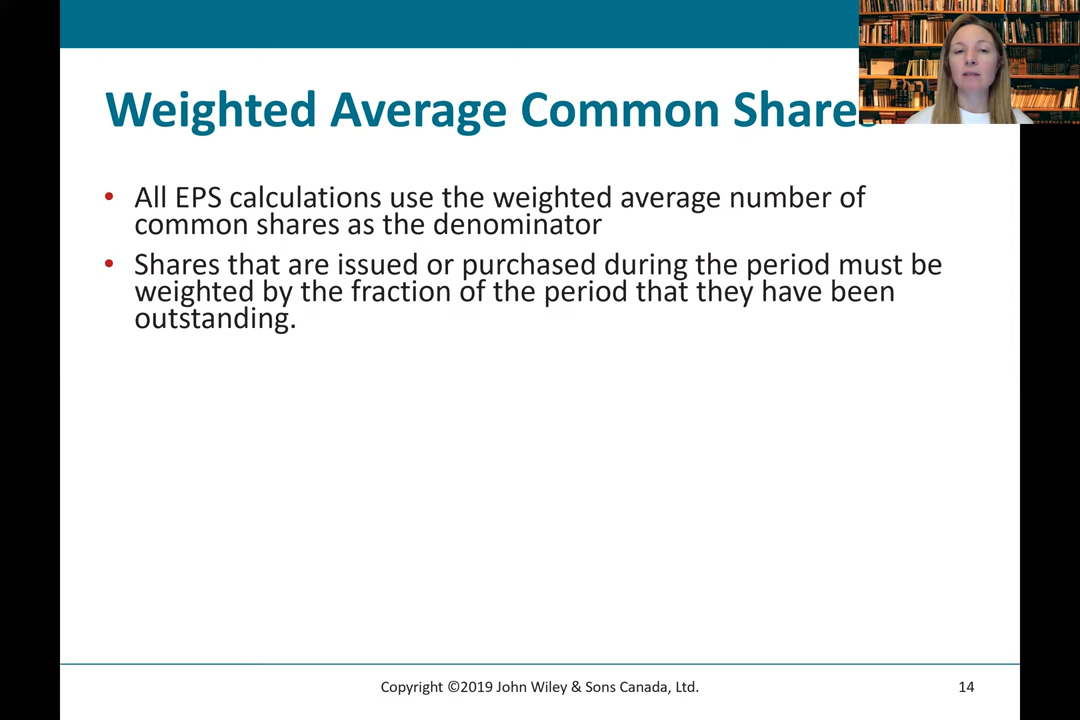 Weighted Average Common Shares
• All EPS calculations use the weighted average number of
common shares as the denominator
• Shares that are issued or purchased during the period must be
weighted by the fraction of the period that they have been
outstanding.
Copyright ©2019 John Wiley & Sons Canada, Ltd.
14